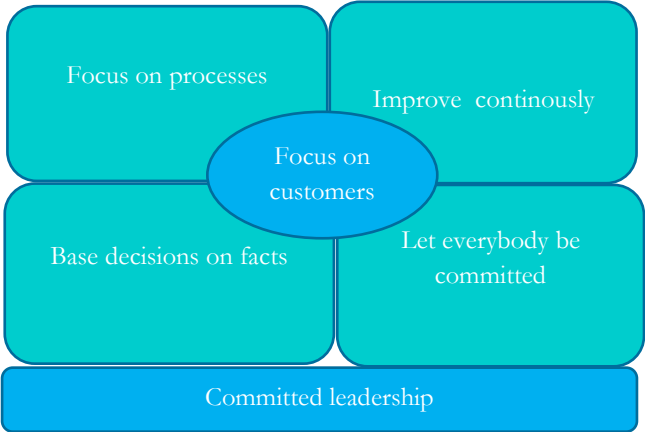 Focus on processes
Improve continously
Focus on
customers
Base decisions on facts
Let everybody be
committed
Committed leadership